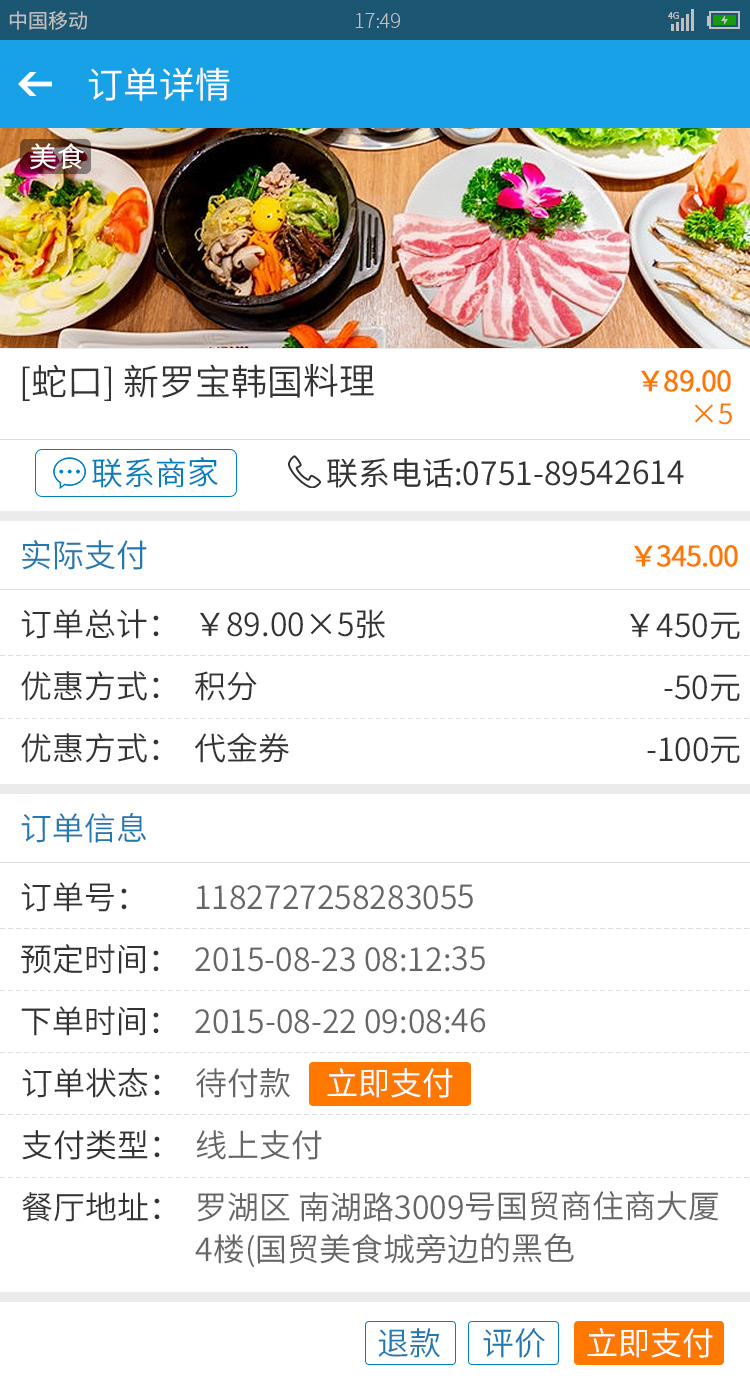 中国移动 17:49 4G
订单详情
美食
[蛇口] 新罗宝韩国料理 ￥89.00
×5
联系商家 联系电话:0751-89542614
实际支付 ￥345.00
订单总计： ￥89.00×5张 ￥450元
优惠方式： 积分 -50元
优惠方式： 代金券 -100元
订单信息
订单号： 1182727258283055
预定时间： 2015-08-23 08:12:35
下单时间： 2015-08-22 09:08:46
订单状态： 待付款 立即支付
支付类型： 线上支付
餐厅地址： 罗湖区 南湖路3009号国贸商住商大厦
4楼(国贸美食城旁边的黑色
退款 评价 立即支付